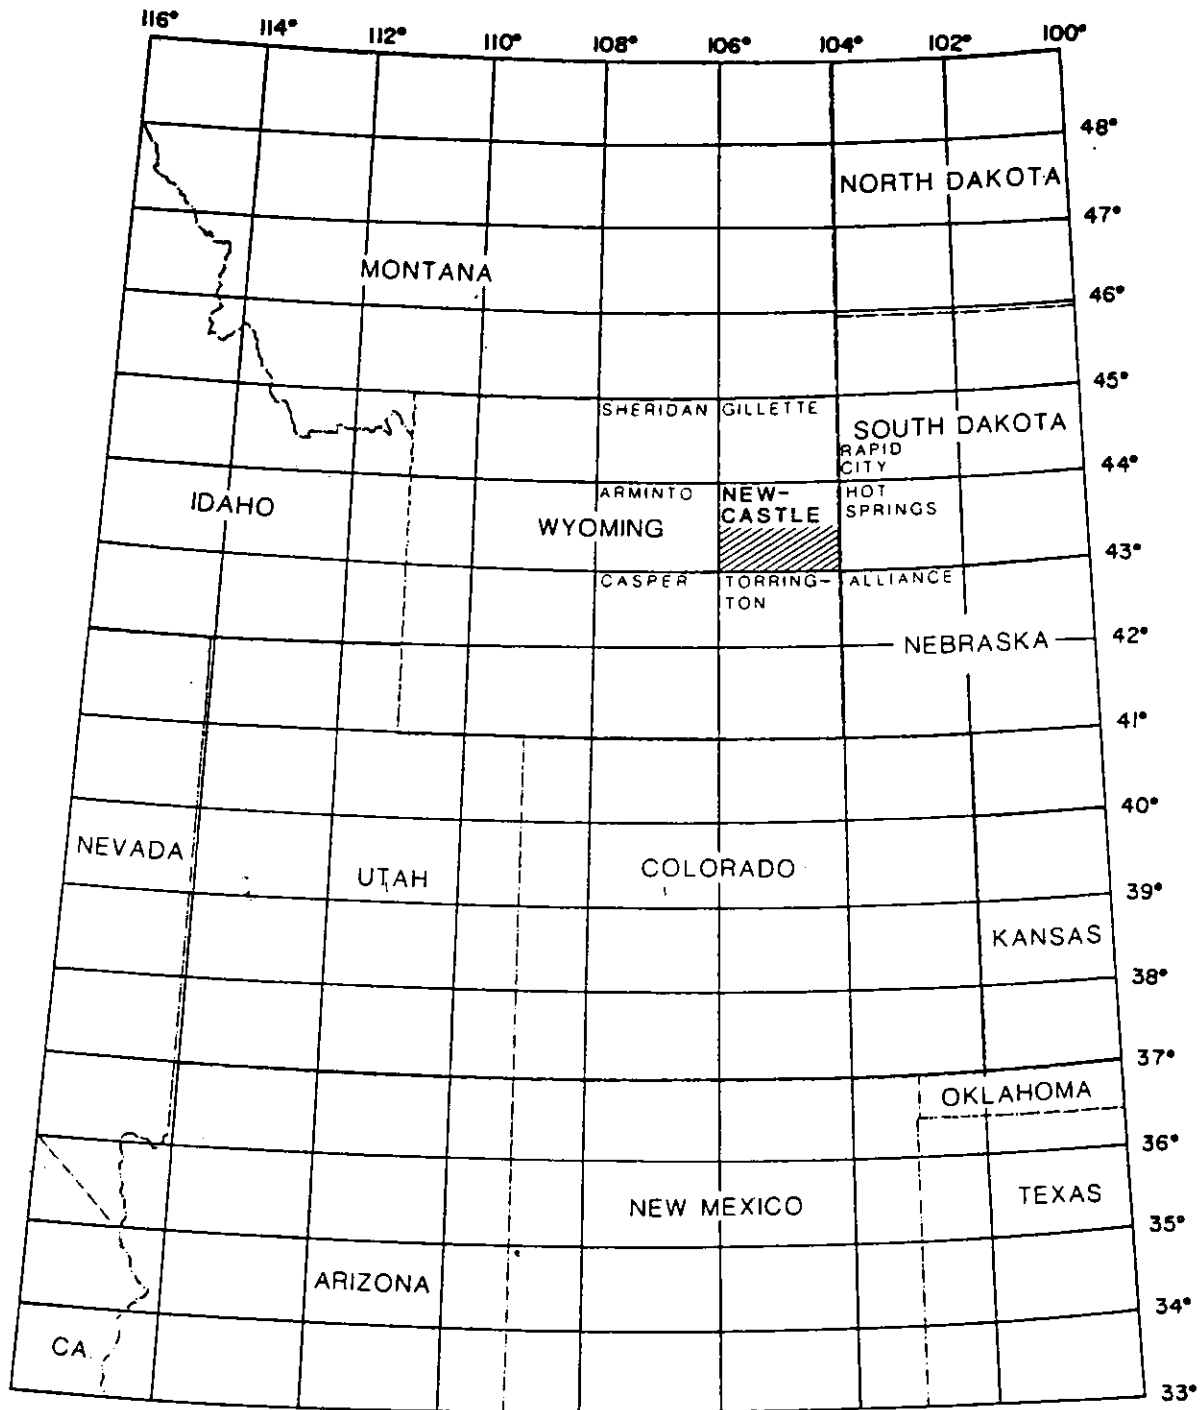 116° 114° 112° 110° 108° 106° 104° 102° 100°
48°
NORTH DAKOTA
47°
MONTANA
46°
45°
SHERIDAN GILLETTE
SOUTH DAKOTA
RAPID
CITY
44°
IDAHO
ARMINTO
NEW-
CASTLE
HOT
SPRINGS
WYOMING
43°
CASPER
TORRING-
TON
ALLIANCE
42°
NEBRASKA
41°
40°
NEVADA
UTAH
COLORADO
39°
KANSAS
38°
37°
OKLAHOMA
36°
NEW MEXICO
TEXAS
35°
ARIZONA
34°
CA
33°